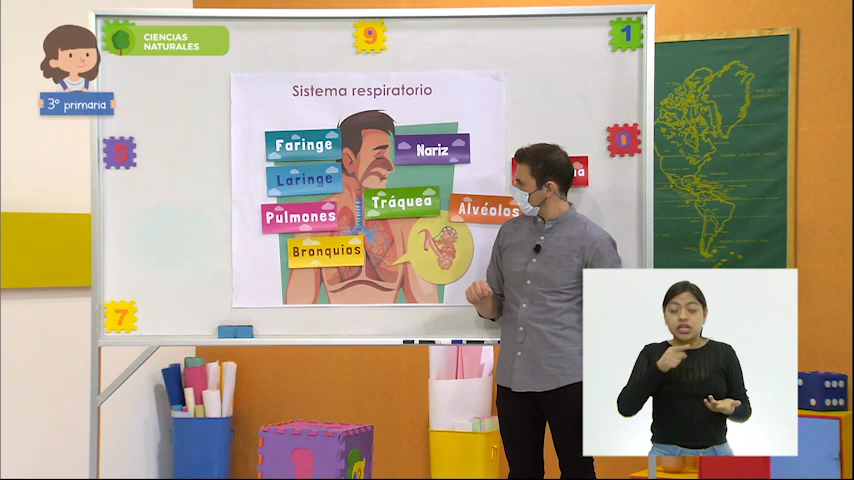 CIENCIAS
NATURALES
3° primaria
9
1
5
0
7
Sistema respiratorio
Faringe
Nariz
Laringe
Tráquea
Pulmones
Alvéolos
Bronquios